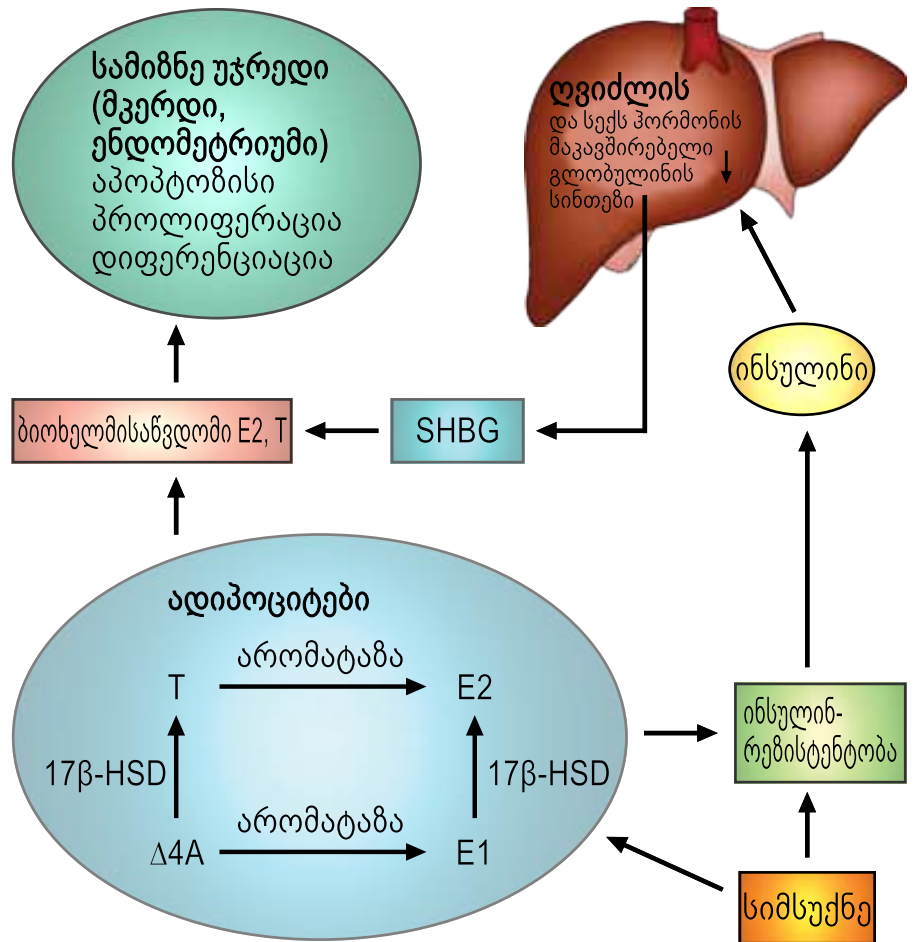 სამიზნე უჯრედი
(მკერდი,
ენდომეტრიუმი)
აპოპტოზისი
პროლიფერაცია
დიფერენციაცია
ღვიძლის
და სექს ჰორმონის
მაკავშირებელი
გლობულინის
სინთეზი
ინსულინი
ბიოხელმისაწვდომი E2, T
SHBG
ადიპოციტები
არომატაზა
T
E2
17β-HSD
17β-HSD
არომატაზა
Δ4A
E1
ინსულინ-
რეზისტენტობა
სიმსუქნე